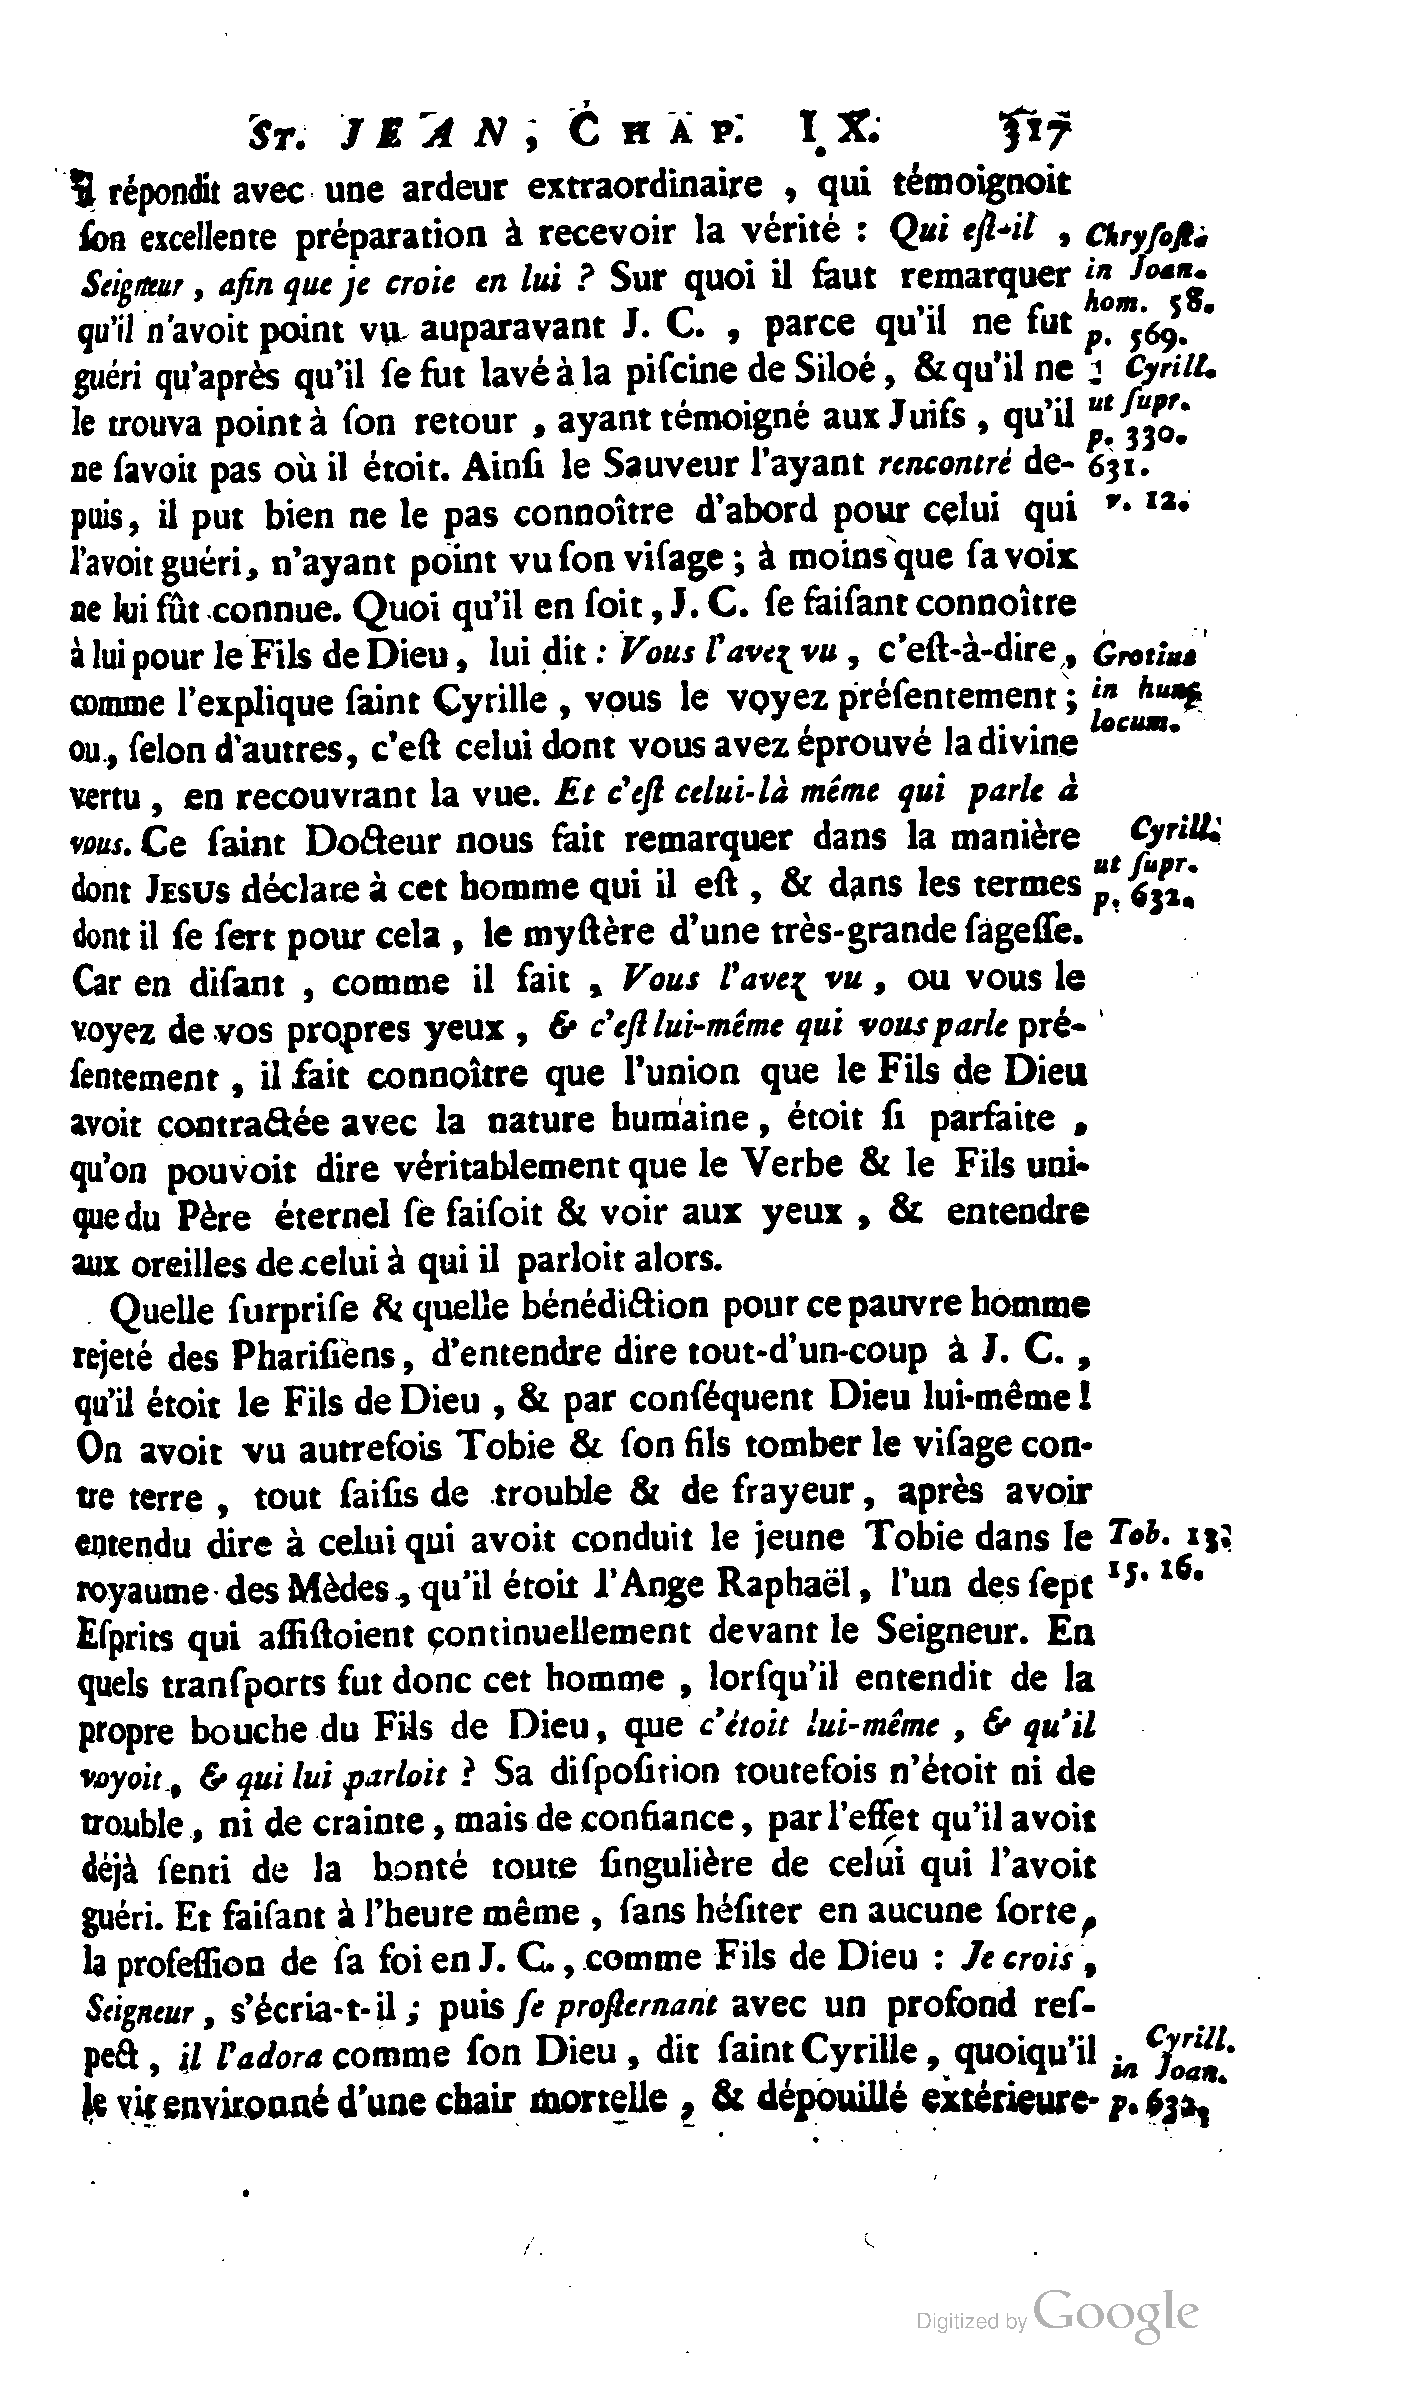 ST. JEAN, CHAP. IX. 317
Il répondit avec une ardeur extraordinaire, qui témoignoit
ſon excellente préparation à recevoir la vérité : Qui eſt-il,
Seigneur, afin que je croie en lui ? Sur quoi il faut remarquer
qu'il n'avoit point vu auparavant J. C., parce qu'il ne fut
guéri qu'après qu'il ſe fut lavé à la piſcine de Siloé, & qu'il ne
le trouva point à ſon retour, ayant témoigné aux Juifs, qu'il
ne ſavoit pas où il étoit. Ainſi le Sauveur l'ayant rencontré de-
puis, il put bien ne le pas connoître d'abord pour celui qui
l'avoit guéri, n'ayant point vu ſon viſage ; à moins que ſa voix
ne lui fût connue. Quoi qu'il en ſoit, J. C. ſe faiſant connoître
à lui pour le Fils de Dieu, lui dit : Vous l'avez vu, c'eſt-à-dire,
comme l'explique ſaint Cyrille, vous le voyez préſentement ;
ou, ſelon d'autres, c'eſt celui dont vous avez éprouvé la divine
vertu, en recouvrant la vue. Et c'eſt celui-là même qui parle à
vous. Ce ſaint Docteur nous fait remarquer dans la manière
dont JESUS déclare à cet homme qui il eſt, & dans les termes
dont il ſe ſert pour cela, le myſtère d'une très-grande ſageſſe.
Car en diſant, comme il fait, Vous l'avez vu, ou vous le
voyez de vos propres yeux, & c'eſt lui-même qui vous parle pré-
ſentement, il fait connoître que l'union que le Fils de Dieu
avoit contractée avec la nature humaine, étoit ſi parfaite,
qu'on pouvoit dire véritablement que le Verbe & le Fils uni-
que du Père éternel ſe faiſoit & voir aux yeux, & entendre
aux oreilles de celui à qui il parloit alors.
Quelle ſurpriſe & quelle bénédiction pour ce pauvre homme
rejeté des Phariſiens, d'entendre dire tout-d'un-coup à J. C.,
qu'il étoit le Fils de Dieu, & par conſéquent Dieu lui-même !
On avoit vu autrefois Tobie & ſon fils tomber le viſage con-
tre terre, tout ſaiſis de trouble & de frayeur, après avoir
entendu dire à celui qui avoit conduit le jeune Tobie dans le
royaume des Mèdes, qu'il étoit l'Ange Raphaël, l'un des ſept
Eſprits qui aſſiſtoient continuellement devant le Seigneur. En
quels tranſports fut donc cet homme, lorſqu'il entendit de la
propre bouche du Fils de Dieu, que c'étoit lui-même, & qu'il
voyoit, & qui lui parloit ? Sa diſpoſition toutefois n'étoit ni de
trouble, ni de crainte, mais de confiance, par l'effet qu'il avoit
déjà ſenti de la bonté toute ſingulière de celui qui l'avoit
guéri. Et faiſant à l'heure même, ſans héſiter en aucune ſorte,
la profeſſion de ſa foi en J. C., comme Fils de Dieu : Je crois,
Seigneur, s'écria-t-il ; puis ſe proſternant avec un profond reſ-
pect, il l'adora comme ſon Dieu, dit ſaint Cyrille, quoiqu'il
le vît environné d'une chair mortelle, & dépouillé extérieure-
Chryſoſt.
in Joan.
hom. 58.
p. 569.
Cyrill.
ut ſupr.
p. 330.
631.
v. 12.
Grotius
in hunc
locum.
Cyrill.
ut ſupr.
p. 632.
Tob. 12.
15. 16.
Cyrill.
in Joan.
p. 632.
Digitized by Google